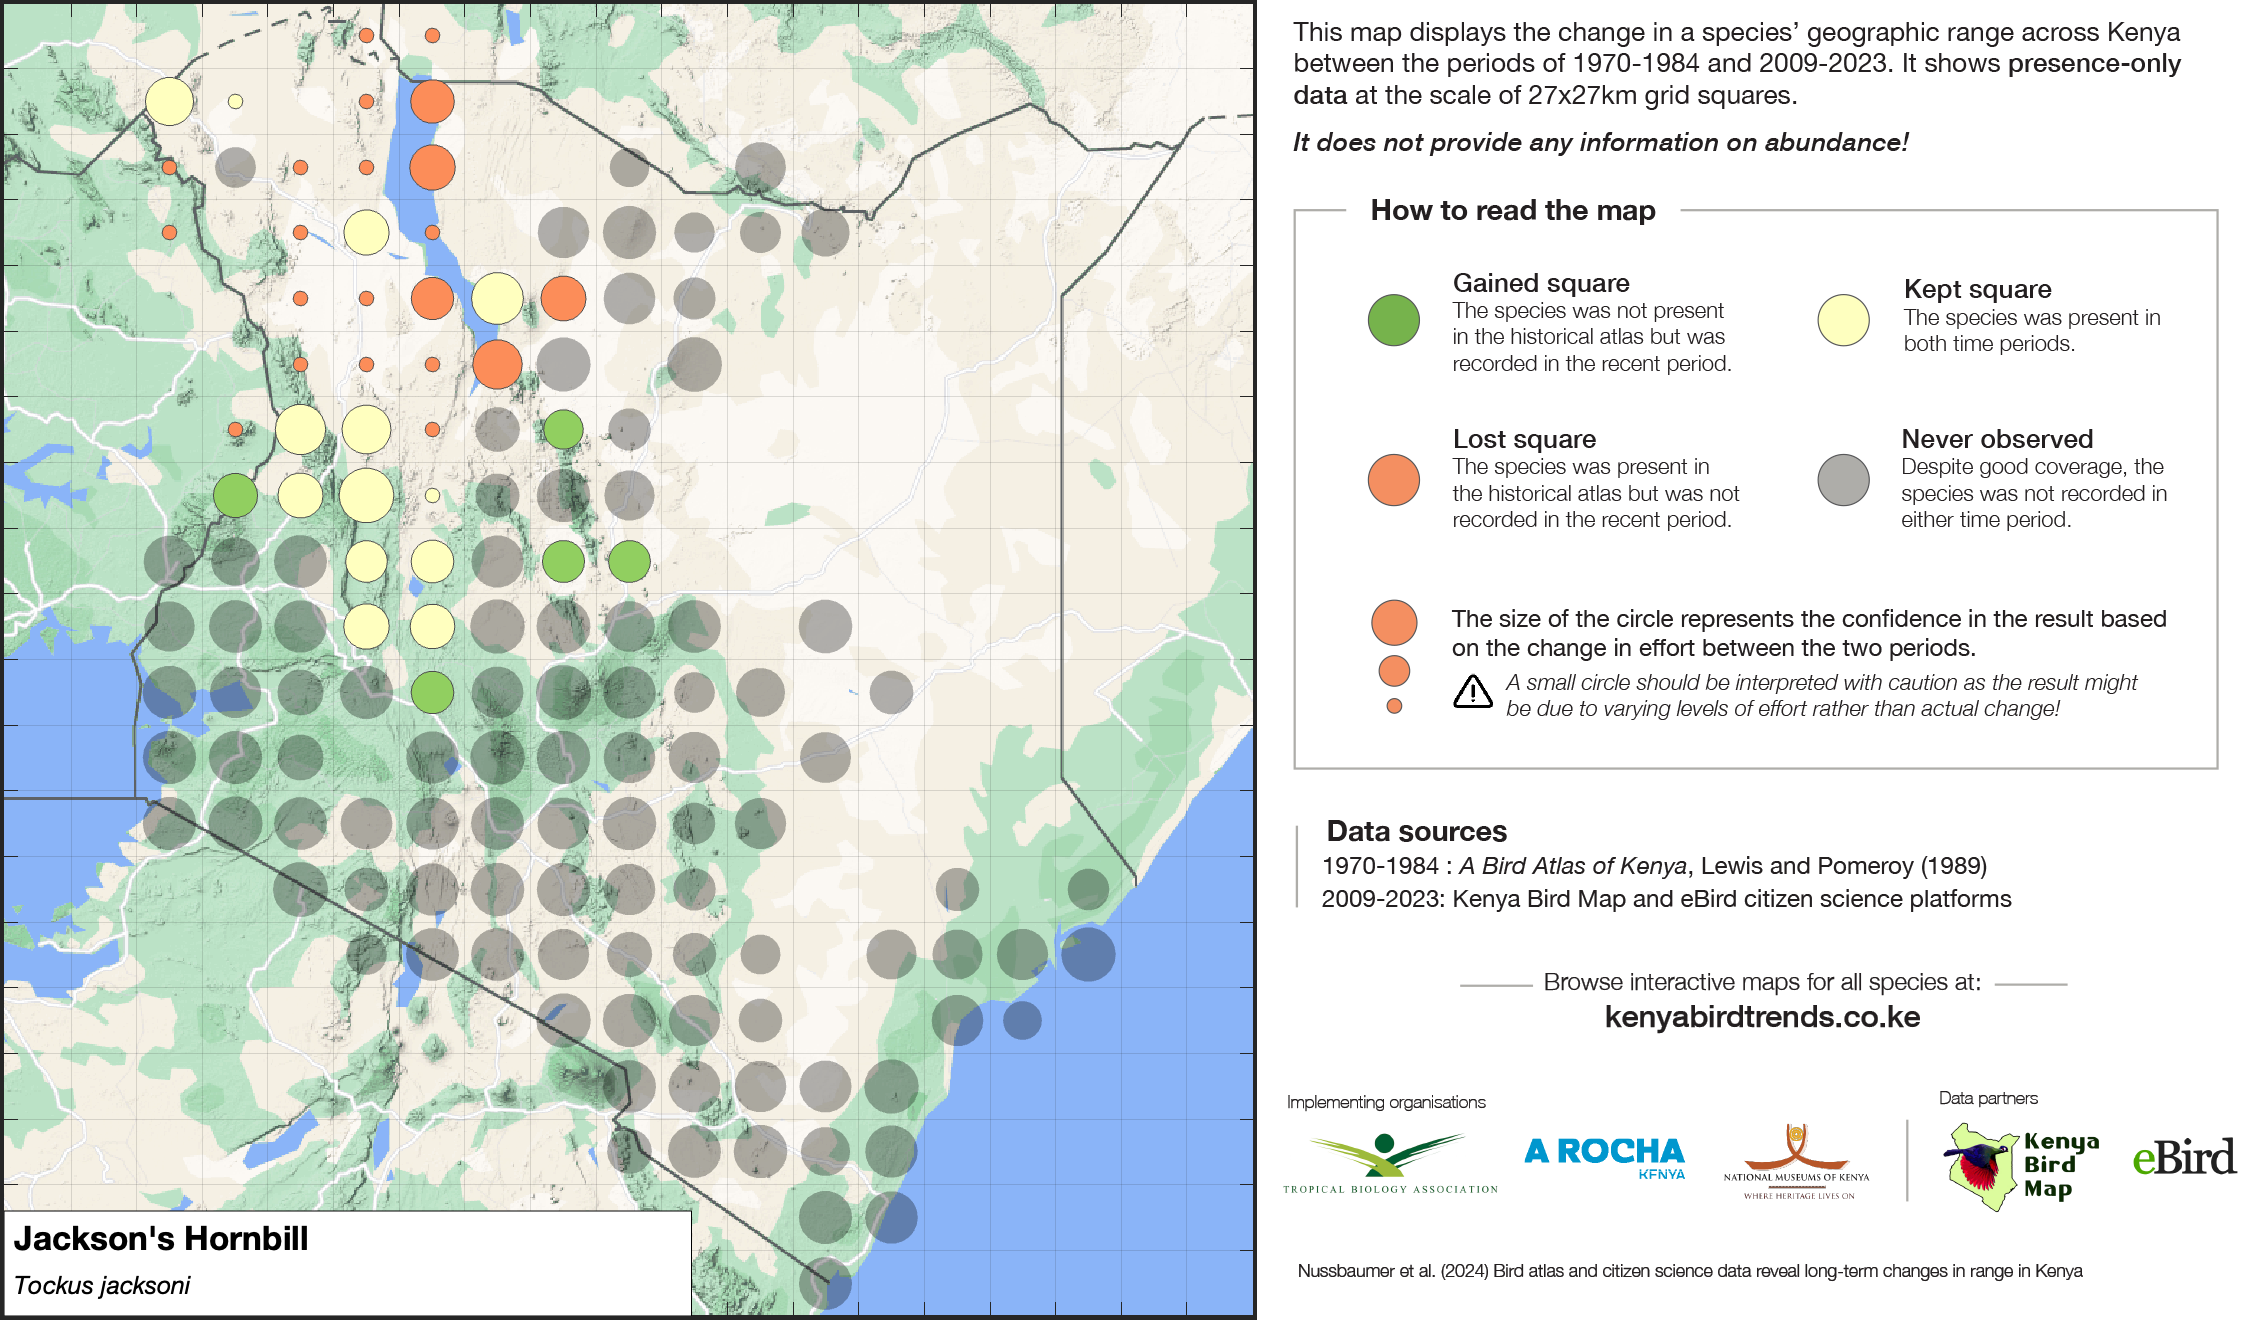 This map displays the change in a species’ geographic range across Kenya
between the periods of 1970-1984 and 2009-2023. It shows presence-only
data at the scale of 27x27km grid squares.
It does not provide any information on abundance!
How to read the map
Gained square
The species was not present
in the historical atlas but was
recorded in the recent period.
Kept square
The species was present in
both time periods.
Lost square
The species was present in
the historical atlas but was not
recorded in the recent period.
Never observed
Despite good coverage, the
species was not recorded in
either time period.
The size of the circle represents the confidence in the result based
on the change in effort between the two periods.
A small circle should be interpreted with caution as the result might
be due to varying levels of effort rather than actual change!
Data sources
1970-1984 : A Bird Atlas of Kenya, Lewis and Pomeroy (1989)
2009-2023: Kenya Bird Map and eBird citizen science platforms
Browse interactive maps for all species at:
kenyabirdtrends.co.ke
Implementing organisations
Data partners
TROPICAL BIOLOGY ASSOCIATION
A ROCHA
KENYA
NATIONAL MUSEUMS OF KENYA
WHERE HERITAGE LIVES ON
Kenya
Bird
Map
eBird
Jackson's Hornbill
Tockus jacksoni
Nussbaumer et al. (2024) Bird atlas and citizen science data reveal long-term changes in range in Kenya